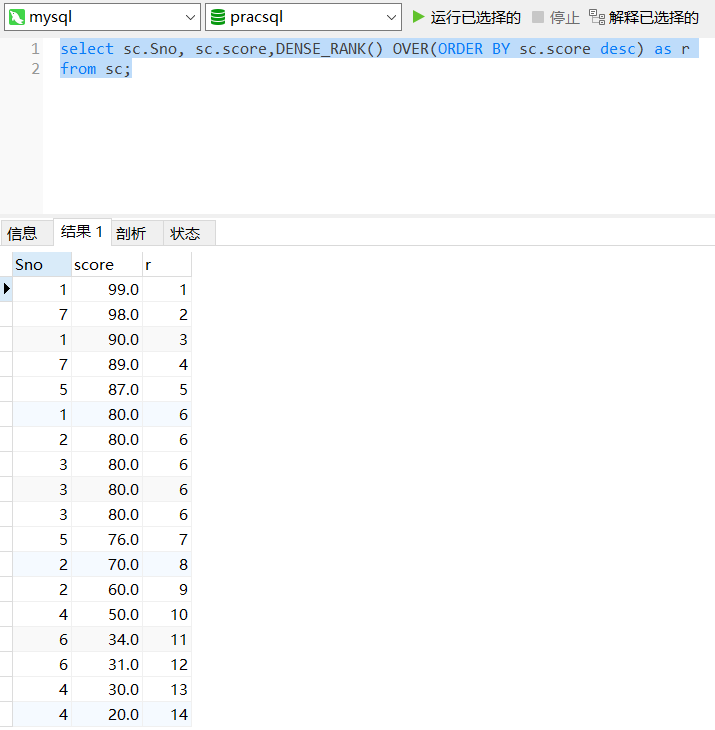 mysql pracsql 运行已选择的 停止 解释已选择的
1 select sc.Sno, sc.score,DENSE_RANK() OVER(ORDER BY sc.score desc) as r
2 from sc;
信息 结果 1 剖析 状态
Sno score r
1 99.0 1
7 98.0 2
1 90.0 3
7 89.0 4
5 87.0 5
1 80.0 6
2 80.0 6
3 80.0 6
3 80.0 6
3 80.0 6
5 76.0 7
2 70.0 8
2 60.0 9
4 50.0 10
6 34.0 11
6 31.0 12
4 30.0 13
4 20.0 14